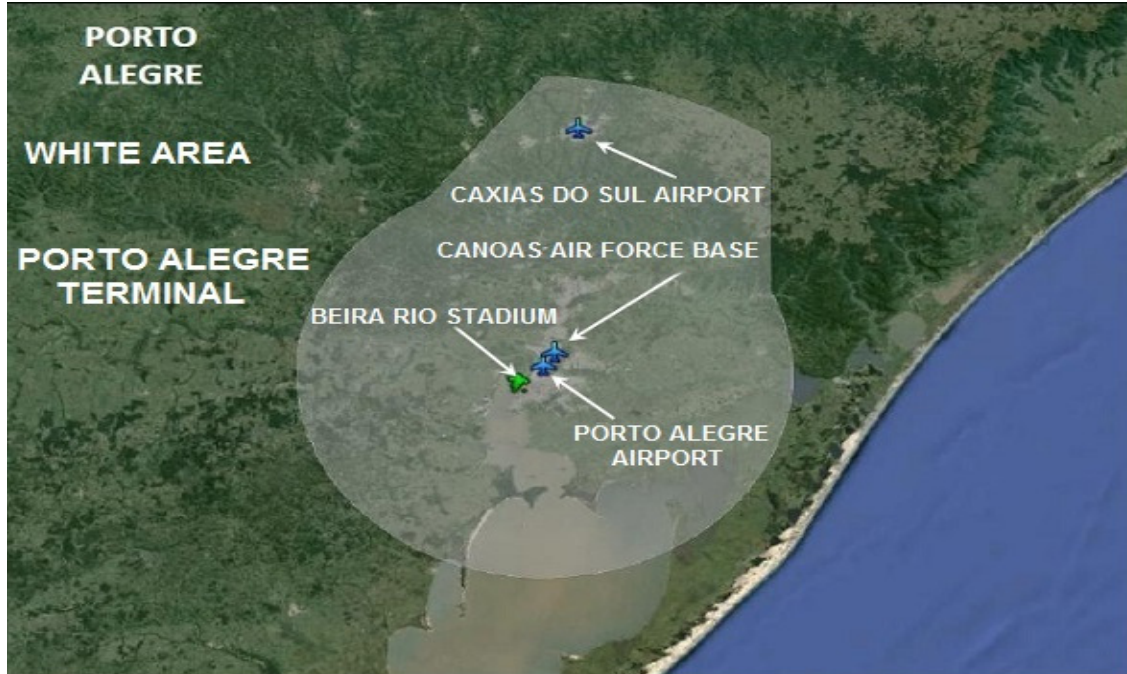 PORTO
ALEGRE
WHITE AREA
CAXIAS DO SUL AIRPORT
CANOAS AIR FORCE BASE
PORTO ALEGRE
TERMINAL
BEIRA RIO STADIUM
PORTO ALEGRE
AIRPORT